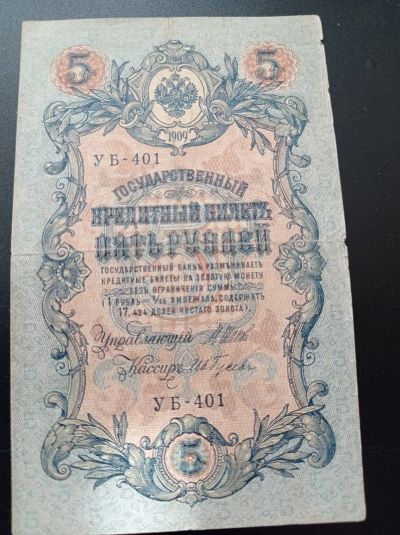 5 5
1909
УБ-401
ГОСУДАРСТВЕННЫЙ
КРЕДИТНЫЙ БИЛЕТЪ
ПЯТЬ РУБЛЕЙ
ГОСУДАРСТВЕННЫЙ БАНКЪ РАЗМѢНИВАЕТЪ
КРЕДИТНЫЕ БИЛЕТЫ НА ЗОЛОТУЮ МОНЕТУ
БЕЗЪ ОГРАНИЧЕНІЯ СУММЫ
(1 РУБЛЬ = 1/15 ИМПЕРІАЛА, СОДЕРЖИТЪ
17,424 ДОЛЕЙ ЧИСТАГО ЗОЛОТА).
Управляющій
Кассиръ
УБ-401
5